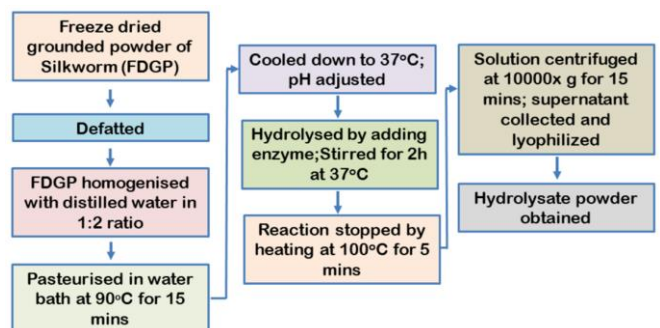 Freeze dried
grounded powder of
Silkworm (FDGP)
Defatted
FDGP homogenised
with distilled water in
1:2 ratio
Pasteurised in water
bath at 90°C for 15
mins
Cooled down to 37°C;
pH adjusted
Hydrolysed by adding
enzyme;Stirred for 2h
at 37°C
Reaction stopped by
heating at 100°C for 5
mins
Solution centrifuged
at 10000x g for 15
mins; supernatant
collected and
lyophilized
Hydrolysate powder
obtained